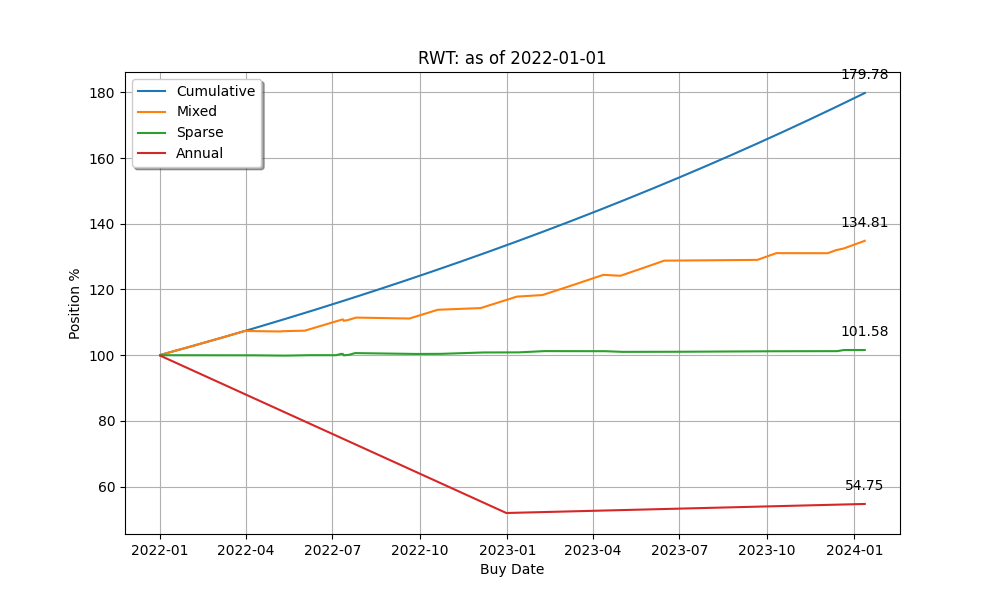 RWT: as of 2022-01-01
179.78
180
Cumulative
Mixed
Sparse
Annual
160
140
134.81
120
101.58
100
80
60
54.75
Position %
2022-01 2022-04 2022-07 2022-10 2023-01 2023-04 2023-07 2023-10 2024-01
Buy Date